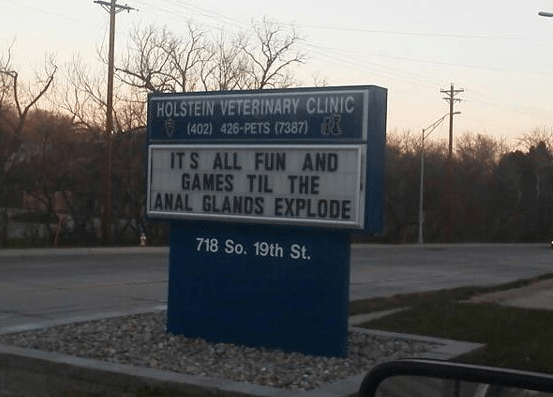 HOLSTEIN VETERINARY CLINIC
(402) 426-PETS (7387)
ITS ALL FUN AND
GAMES TIL THE
ANAL GLANDS EXPLODE
718 So. 19th St.